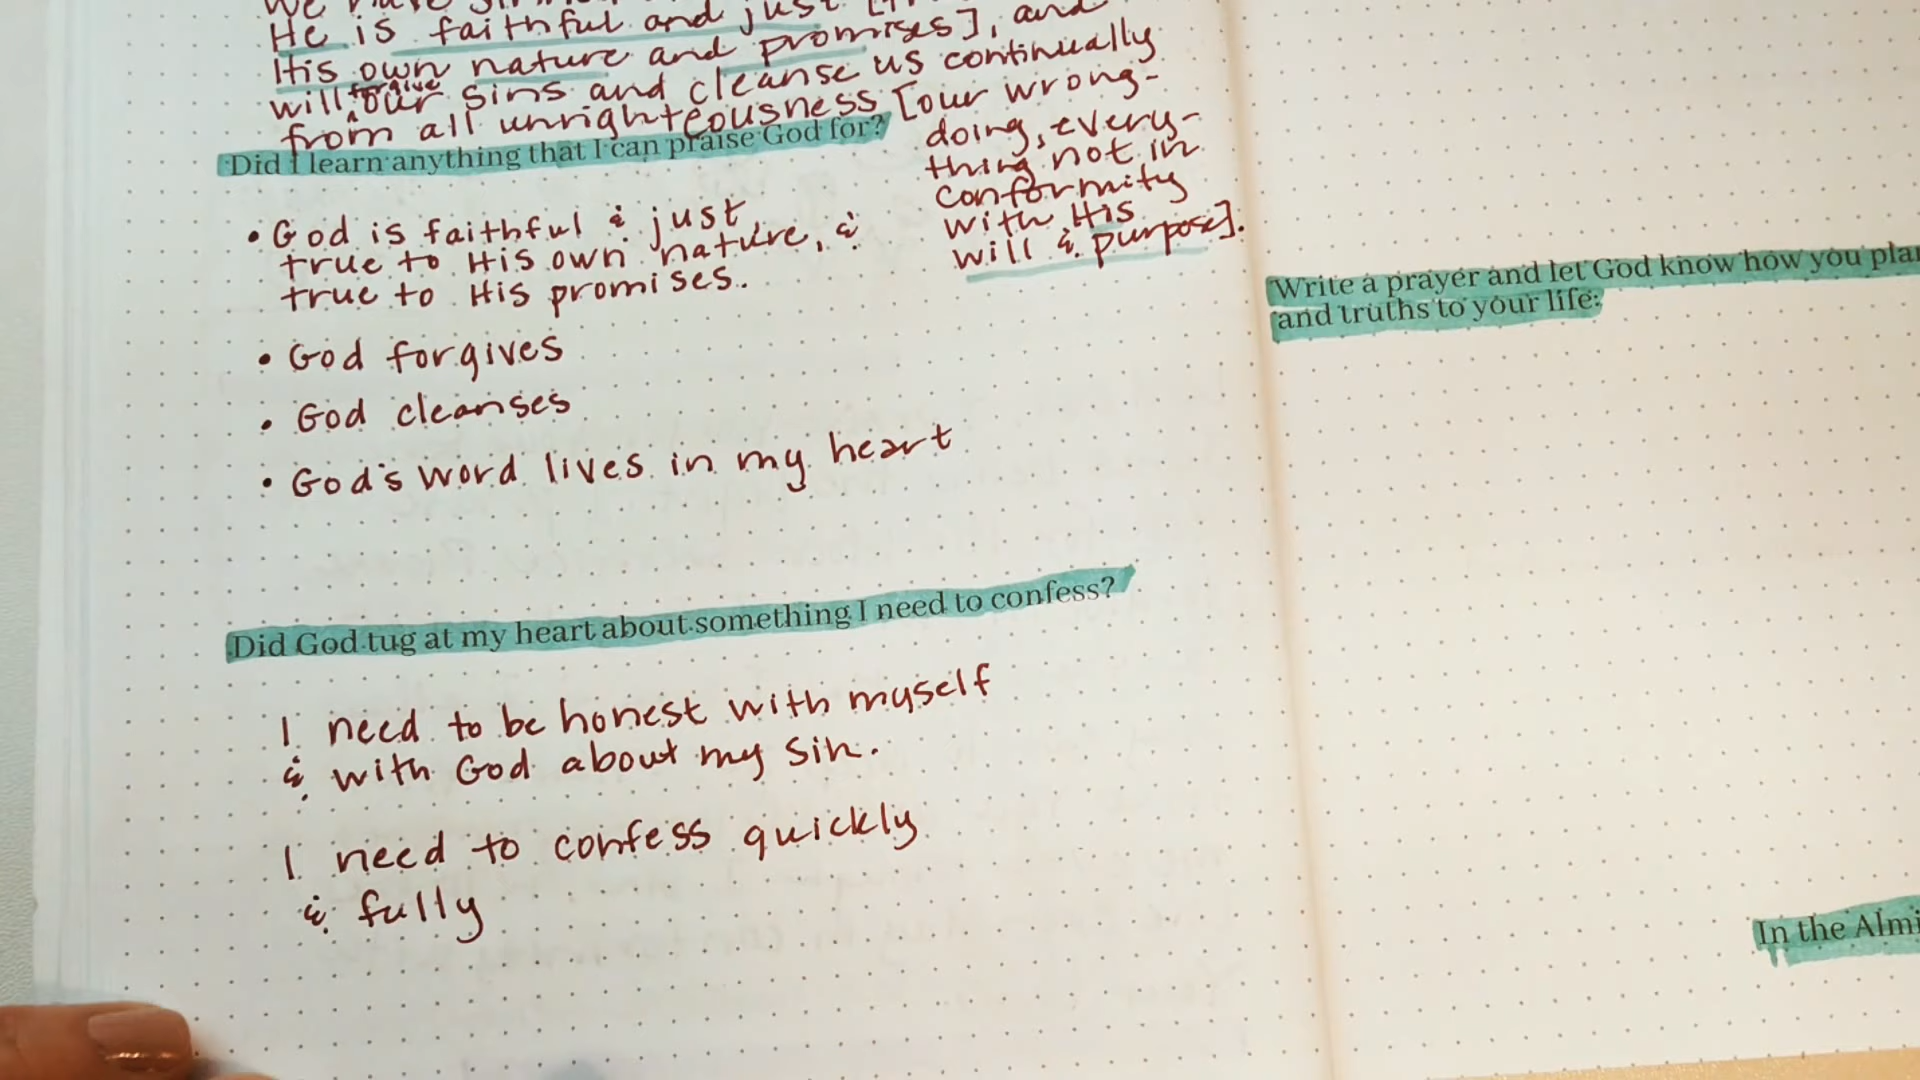 He is faithful and just
His own nature and promises], and
will forgive our sins and cleanse us continually
from all unrighteousness [our wrong-
doing, every-
thing not in
conformity
with His
will & purpose].
Did I learn anything that I can praise God for?
• God is faithful & just
true to His own nature, &
true to His promises.
• God forgives
• God cleanses
• God's word lives in my heart
Did God tug at my heart about something I need to confess?
I need to be honest with myself
& with God about my sin.
I need to confess quickly
& fully
Write a prayer and let God know how you plan
and truths to your life:
In the Almi